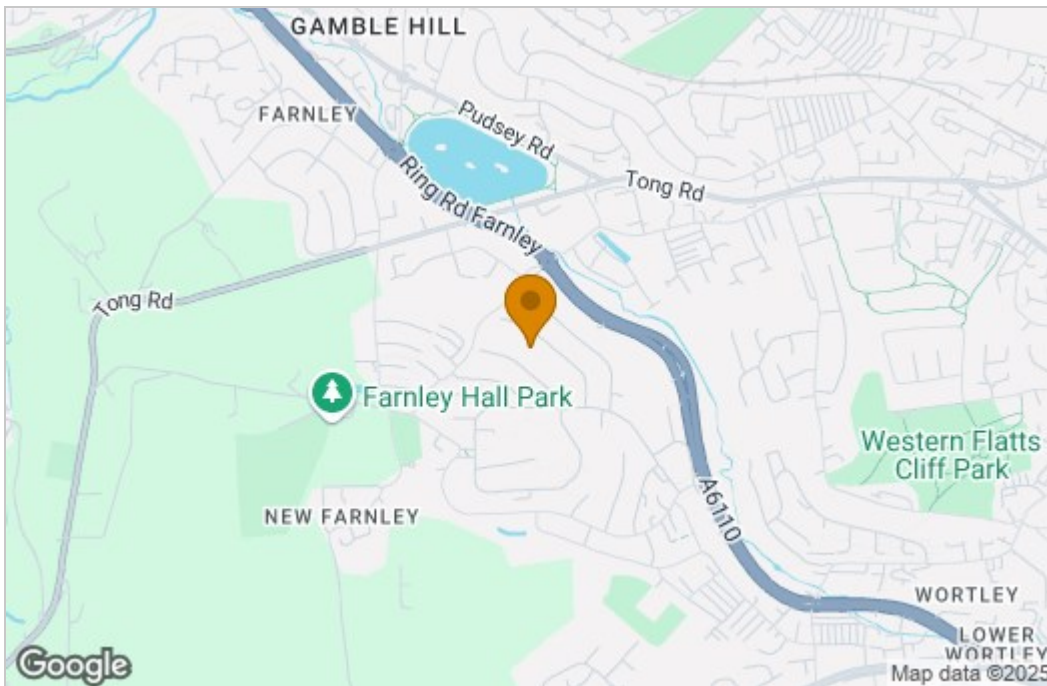 GAMBLE HILL
FARNLEY
Pudsey Rd
Ring Rd Farnley
Tong Rd
Tong Rd
Farnley Hall Park
Western Flatts
Cliff Park
A6110
NEW FARNLEY
WORTLEY
LOWER
WORTLEY
Google
Map data ©2025